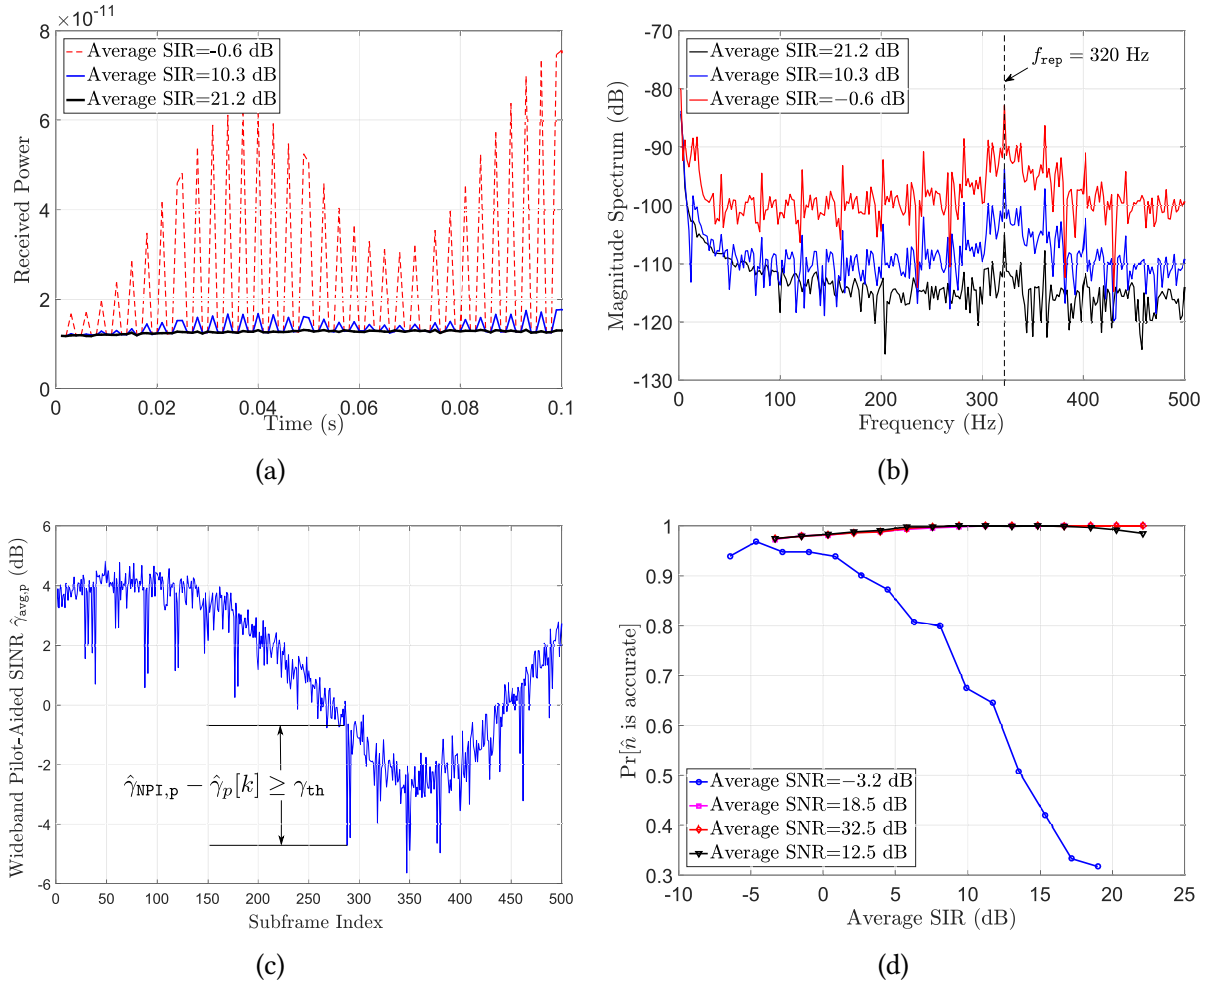 ×10⁻¹¹
8
6
4
2
0
Received Power
Average SIR=-0.6 dB
Average SIR=10.3 dB
Average SIR=21.2 dB
0 0.02 0.04 0.06 0.08 0.1
Time (s)
(a)
-70
-80
-90
-100
-110
-120
-130
Magnitude Spectrum (dB)
Average SIR=21.2 dB
Average SIR=10.3 dB
Average SIR=−0.6 dB
f_rep = 320 Hz
0 100 200 300 400 500
Frequency (Hz)
(b)
6
4
2
0
-2
-4
-6
Wideband Pilot-Aided SINR γ̂_avg,p (dB)
γ̂_NPI,p − γ̂_p[k] ≥ γ_th
0 50 100 150 200 250 300 350 400 450 500
Subframe Index
(c)
1
0.9
0.8
0.7
0.6
0.5
0.4
0.3
Pr[n̂ is accurate]
Average SNR=−3.2 dB
Average SNR=18.5 dB
Average SNR=32.5 dB
Average SNR=12.5 dB
-10 -5 0 5 10 15 20 25
Average SIR (dB)
(d)